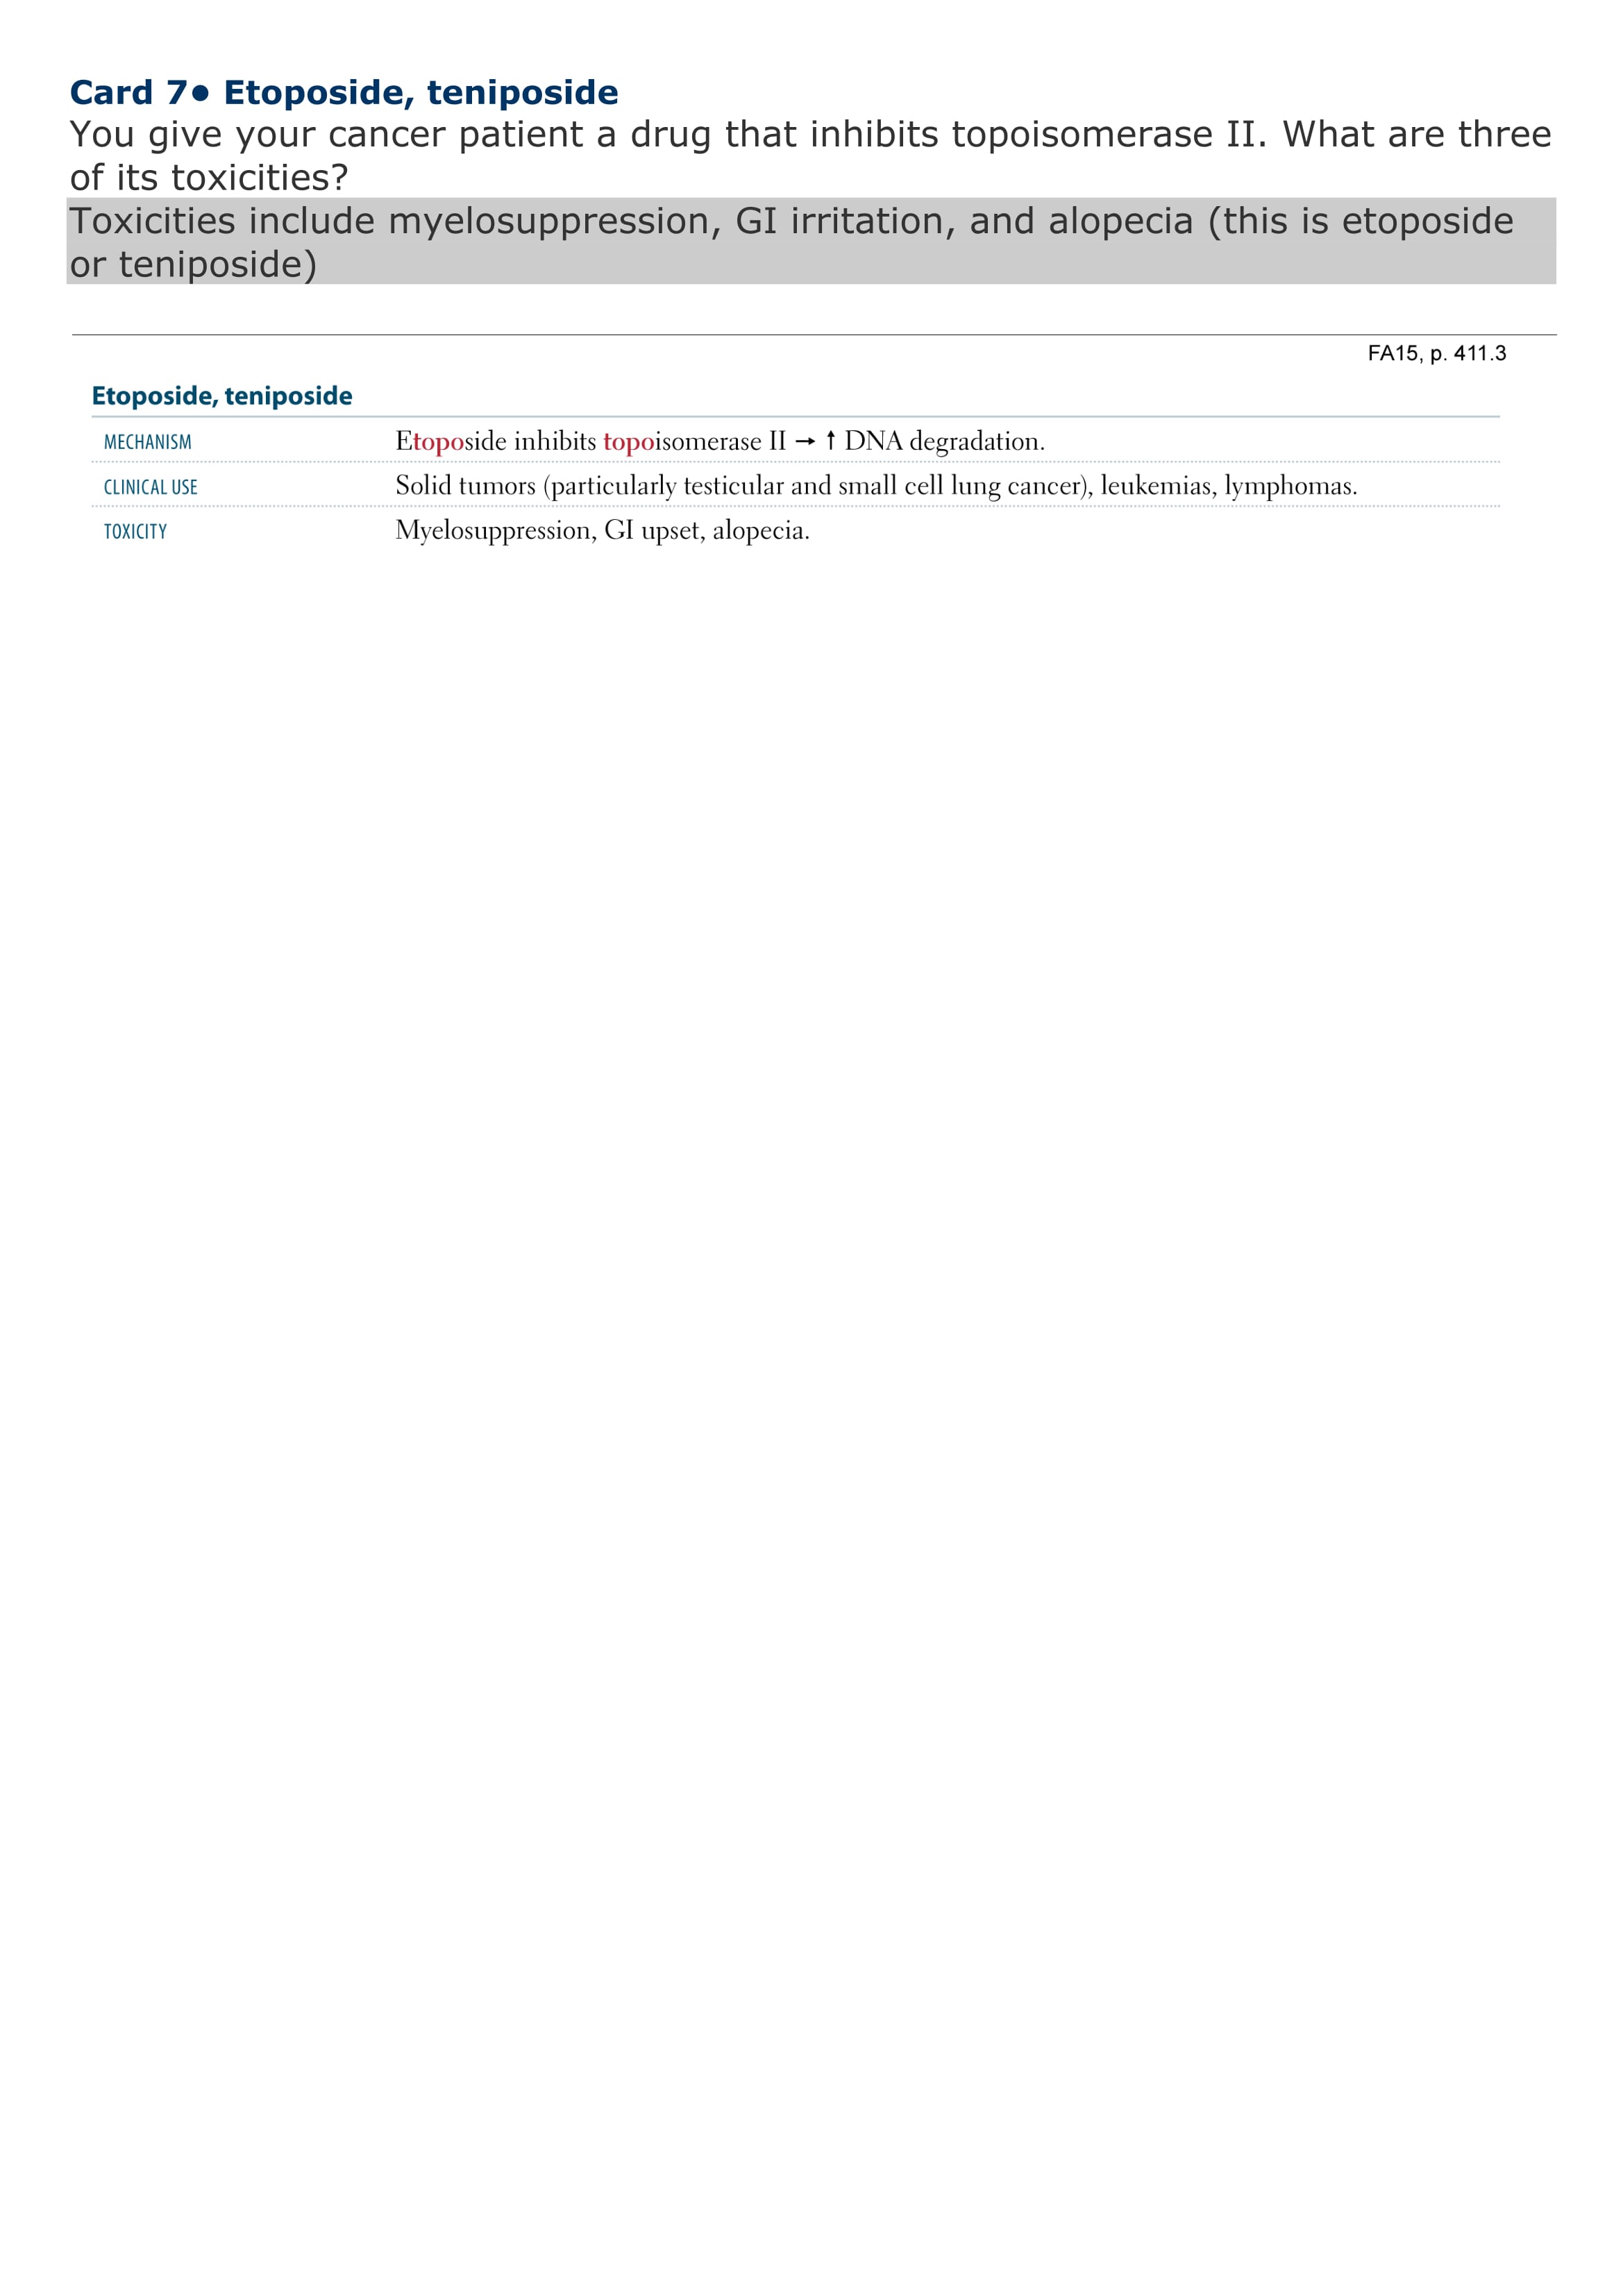 Card 7● Etoposide, teniposide
You give your cancer patient a drug that inhibits topoisomerase II. What are three
of its toxicities?
Toxicities include myelosuppression, GI irritation, and alopecia (this is etoposide
or teniposide)
FA15, p. 411.3
Etoposide, teniposide
MECHANISM Etoposide inhibits topoisomerase II → ↑ DNA degradation.
CLINICAL USE Solid tumors (particularly testicular and small cell lung cancer), leukemias, lymphomas.
TOXICITY Myelosuppression, GI upset, alopecia.